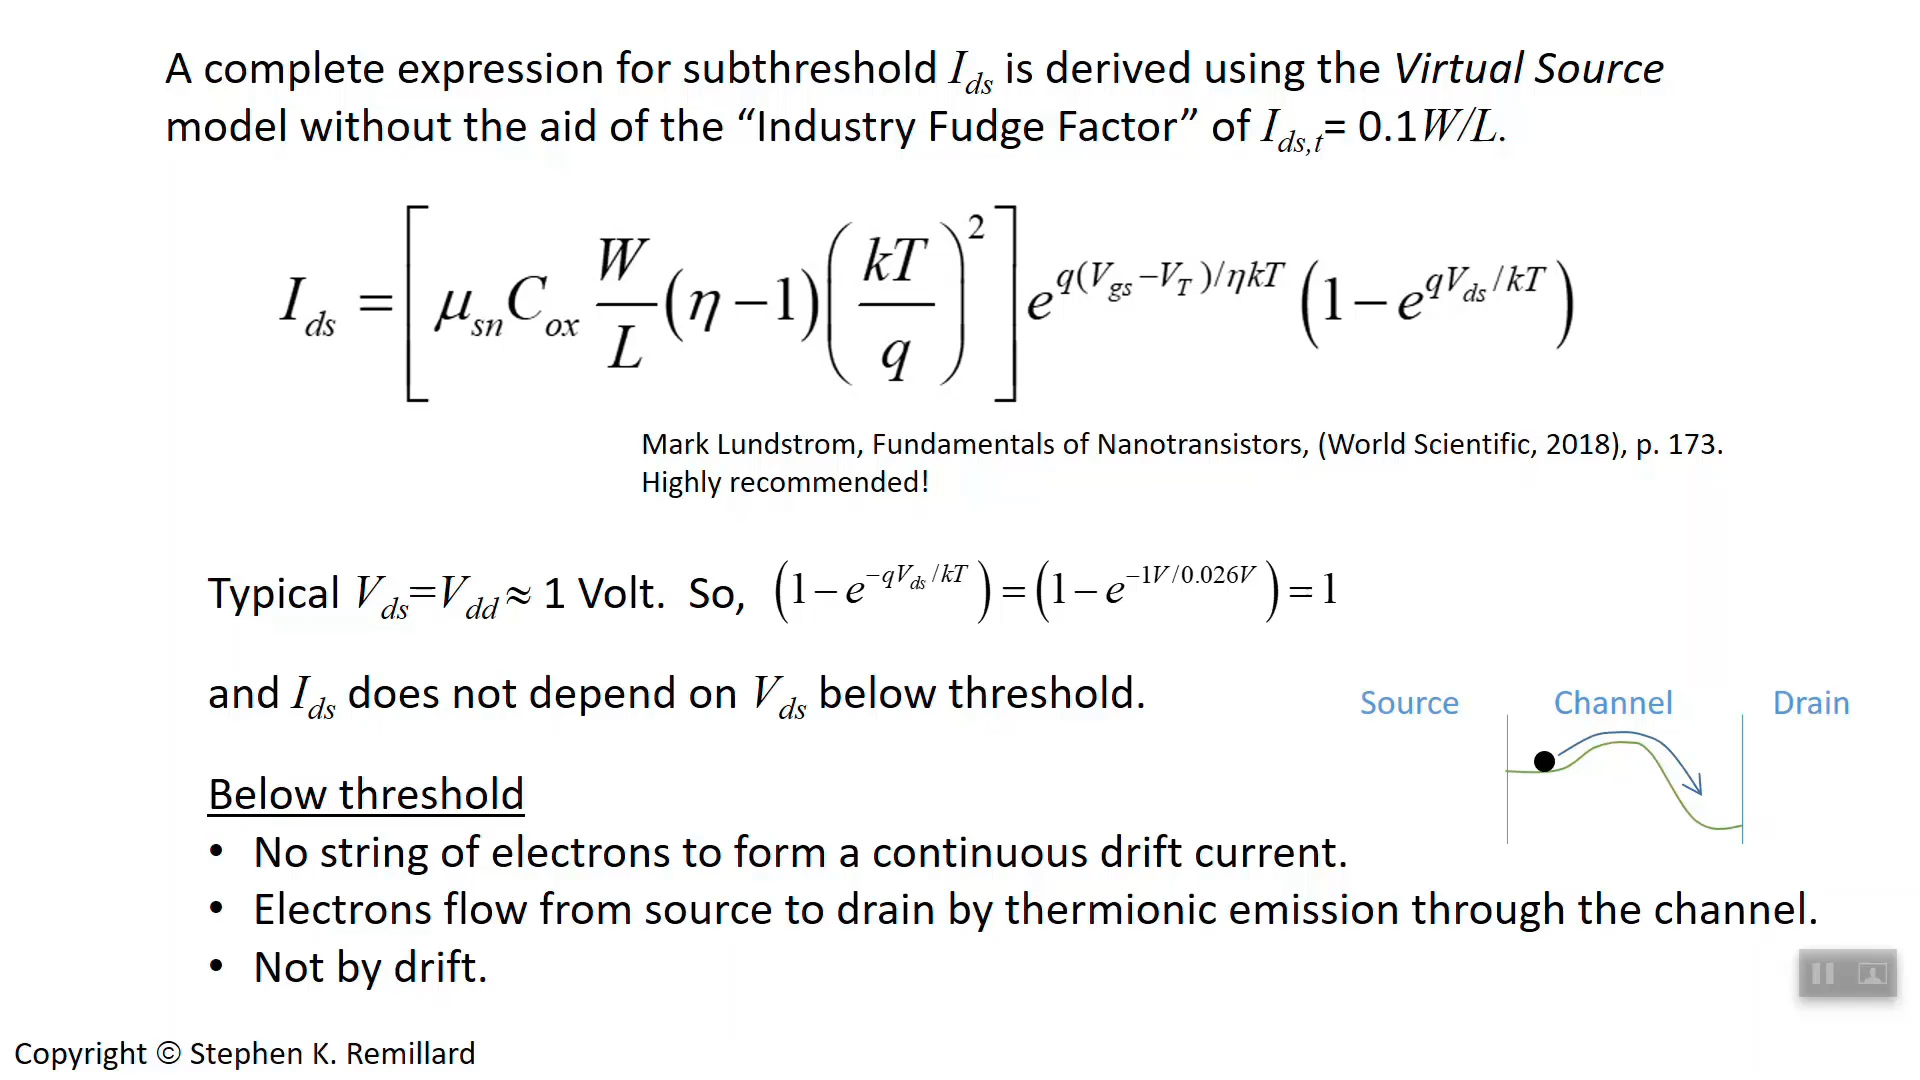 A complete expression for subthreshold I_ds is derived using the Virtual Source
model without the aid of the “Industry Fudge Factor” of I_ds,t= 0.1W/L.
I_ds = [μ_sn C_ox W/L (η−1)(kT/q)^2] e^{q(V_gs−V_T)/ηkT} (1−e^{qV_ds/kT})
Mark Lundstrom, Fundamentals of Nanotransistors, (World Scientific, 2018), p. 173.
Highly recommended!
Typical V_ds=V_dd≈ 1 Volt. So, (1−e^{−qV_ds/kT})=(1−e^{−1V/0.026V})=1
and I_ds does not depend on V_ds below threshold.
Source Channel Drain
Below threshold
• No string of electrons to form a continuous drift current.
• Electrons flow from source to drain by thermionic emission through the channel.
• Not by drift.
Copyright © Stephen K. Remillard